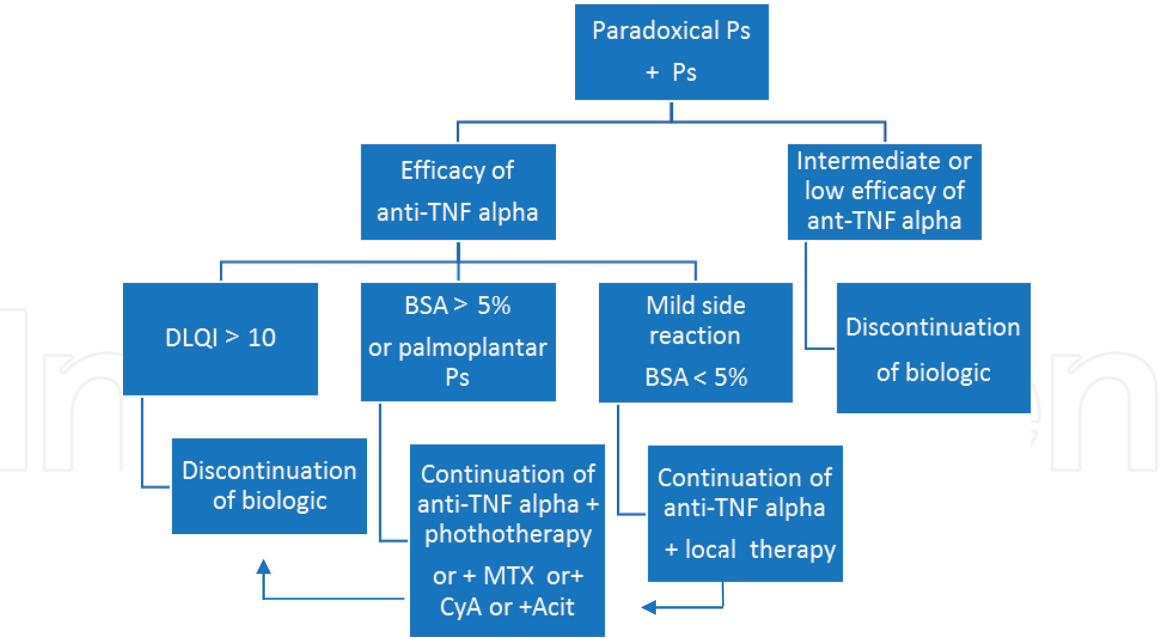 Paradoxical Ps
+ Ps
Efficacy of
anti-TNF alpha
Intermediate or
low efficacy of
ant-TNF alpha
DLQI > 10
BSA > 5%
or palmoplantar
Ps
Mild side
reaction
BSA < 5%
Discontinuation
of biologic
Discontinuation
of biologic
Continuation of
anti-TNF alpha +
phothotherapy
or + MTX or+
CyA or +Acit
Continuation of
anti-TNF alpha
+ local therapy